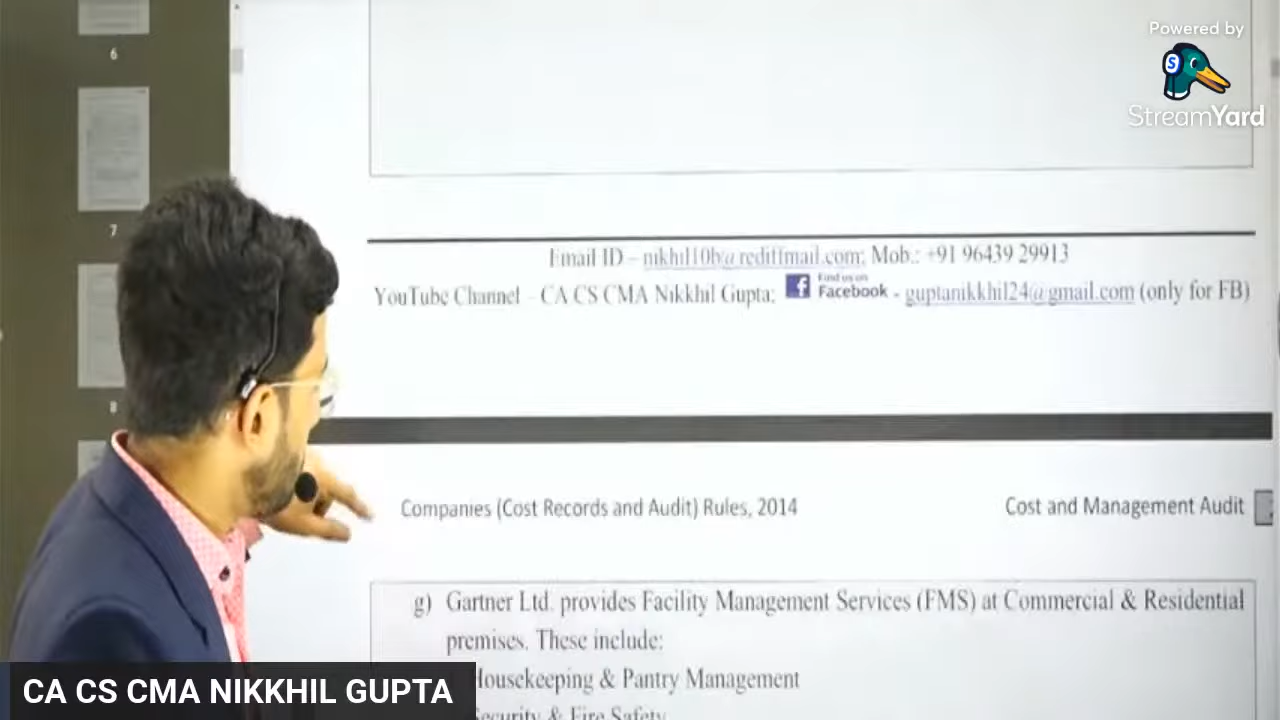 6
Powered by
S
StreamYard
7
Email ID – nikhil10b@rediffmail.com; Mob.: +91 96439 29913
YouTube Channel – CA CS CMA Nikkhil Gupta; f Find us on Facebook - guptanikkhil24@gmail.com (only for FB)
8
Companies (Cost Records and Audit) Rules, 2014 Cost and Management Audit
g) Gartner Ltd. provides Facility Management Services (FMS) at Commercial & Residential
premises. These include:
Housekeeping & Pantry Management
Security & Fire Safety
CA CS CMA NIKKHIL GUPTA